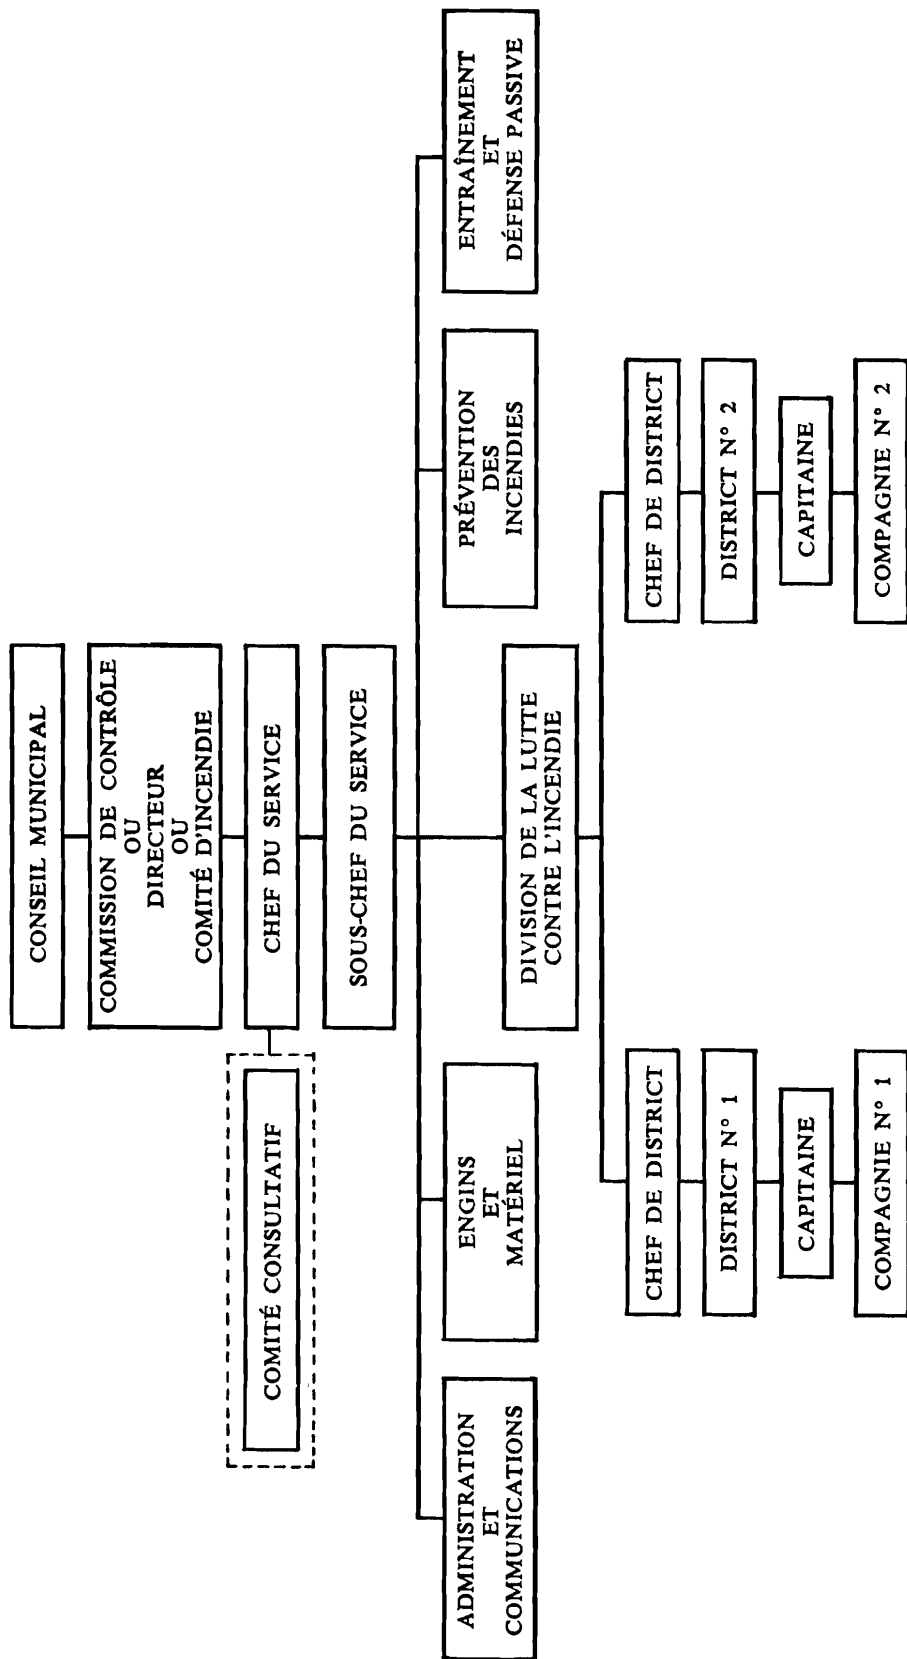 CONSEIL MUNICIPAL
COMMISSION DE CONTRÔLE
OU
DIRECTEUR
OU
COMITÉ D'INCENDIE
COMITÉ CONSULTATIF
CHEF DU SERVICE
SOUS-CHEF DU SERVICE
ADMINISTRATION
ET
COMMUNICATIONS
ENGINS
ET
MATÉRIEL
PRÉVENTION
DES
INCENDIES
ENTRAÎNEMENT
ET
DÉFENSE PASSIVE
DIVISION DE LA LUTTE
CONTRE L'INCENDIE
CHEF DE DISTRICT
DISTRICT N° 1
CAPITAINE
COMPAGNIE N° 1
CHEF DE DISTRICT
DISTRICT N° 2
CAPITAINE
COMPAGNIE N° 2